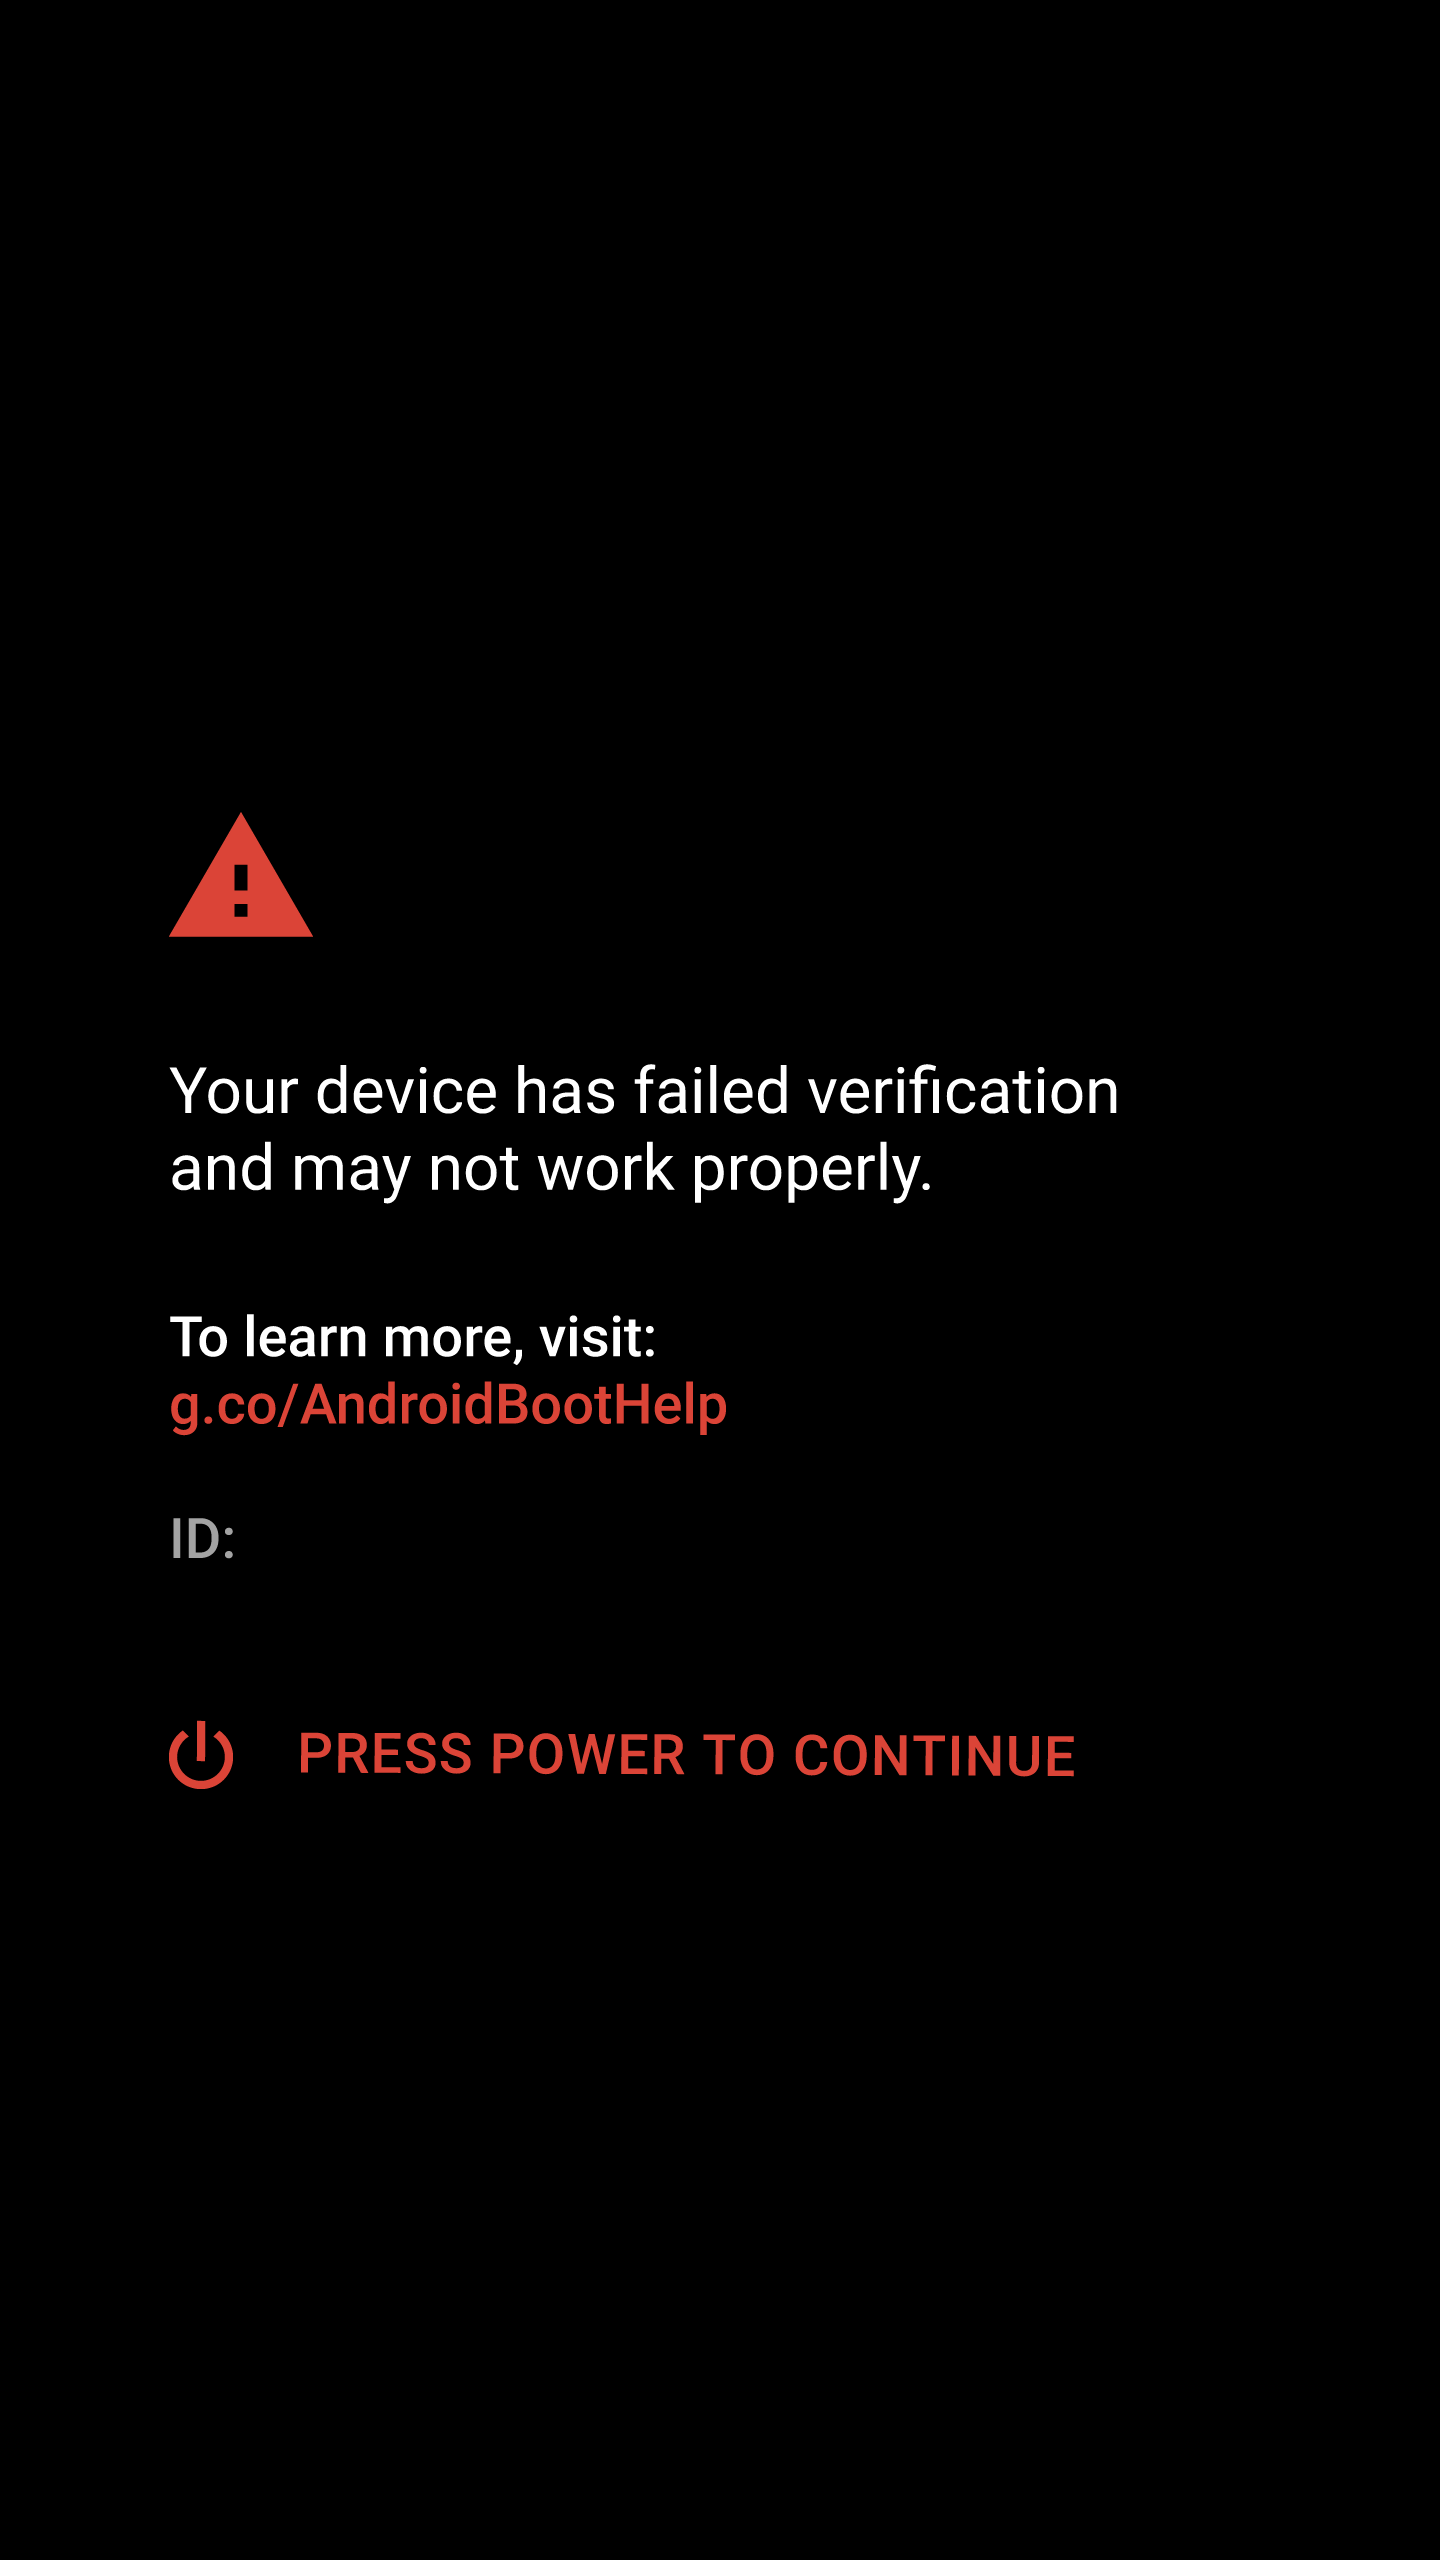 Your device has failed verification
and may not work properly.
To learn more, visit:
g.co/AndroidBootHelp
ID:
PRESS POWER TO CONTINUE